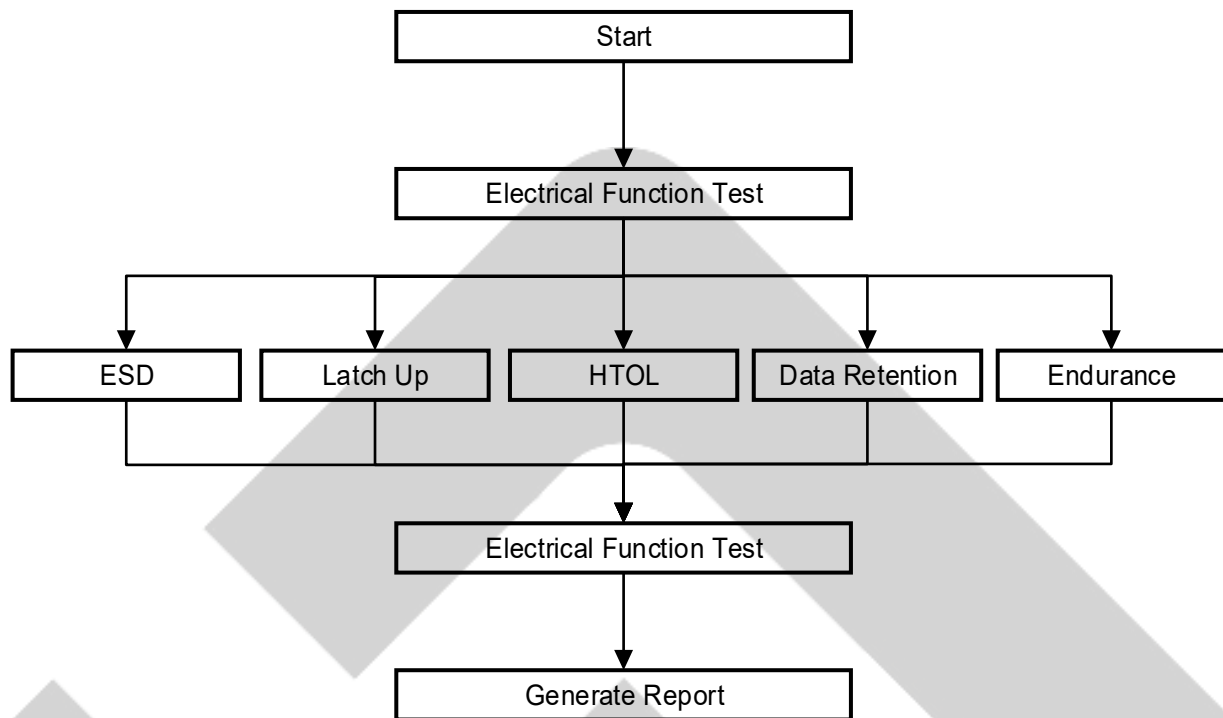 Start
Electrical Function Test
ESD
Latch Up
HTOL
Data Retention
Endurance
Electrical Function Test
Generate Report